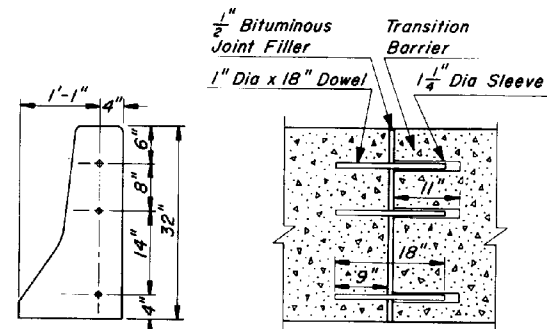 1/2" Bituminous
Joint Filler
Transition
Barrier
1" Dia x 18" Dowel
1 1/4" Dia Sleeve
1'-1"
4"
6"
8"
32"
14"
4"
11"
18"
9"